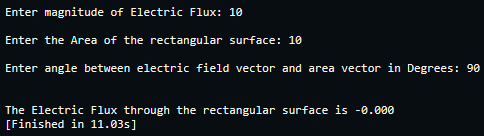 Enter magnitude of Electric Flux: 10
Enter the Area of the rectangular surface: 10
Enter angle between electric field vector and area vector in Degrees: 90
The Electric Flux through the rectangular surface is -0.000
[Finished in 11.03s]